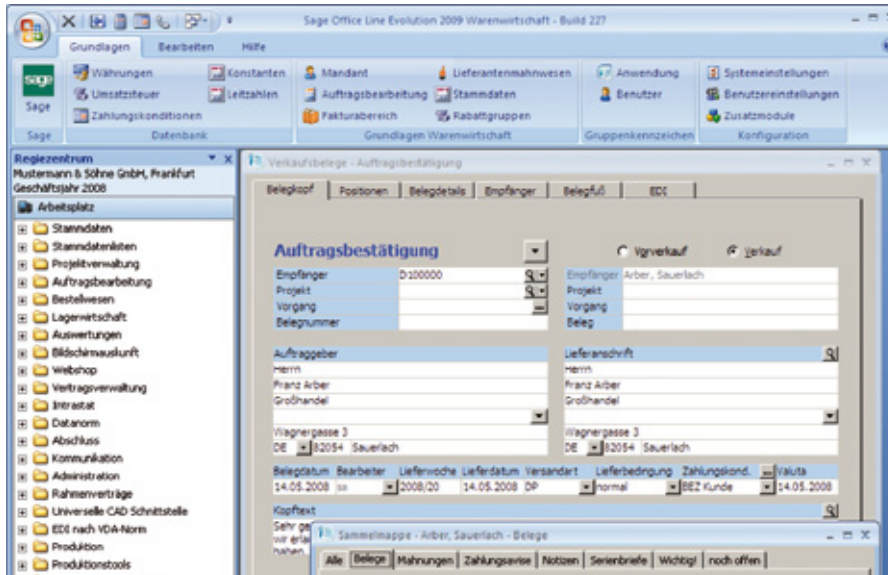 Sage Office Line Evolution 2009 Warenwirtschaft - Build 227
Grundlagen Bearbeiten Hilfe
Sage
Währungen
Umsatzsteuer
Zahlungskonditionen
Konstanten
Leitzahlen
Mandant
Auftragsbearbeitung
Fakturabereich
Lieferantenmahnwesen
Stammdaten
Rabattgruppen
Anwendung
Benutzer
Systemeinstellungen
Benutzereinstellungen
Zusatzmodule
Sage Datenbank Grundlagen Warenwirtschaft Gruppenkennzeichen Konfiguration
Regiezentrum
Mustermann & Söhne GmbH, Frankfurt
Geschäftsjahr 2008
Arbeitsplatz
Stammdaten
Stammdatenlisten
Projektverwaltung
Auftragsbearbeitung
Bestellwesen
Lagerwirtschaft
Auswertungen
Bildschirmauskunft
Webshop
Vertragsverwaltung
Intrastat
Datanorm
Abschluss
Kommunikation
Administration
Rahmenverträge
Universelle CAD Schnittstelle
EDI nach VDA-Norm
Produktion
Produktionstools
Verkaufsbelege - Auftragsbestätigung
Belegkopf Positionen Belegdetails Empfänger Belegfuß EDI
Auftragsbestätigung Vorverkauf Verkauf
Empfänger D100000
Projekt
Vorgang
Belegnummer
Empfänger Arber, Sauerlach
Projekt
Vorgang
Beleg
Auftraggeber
Herrn
Franz Arber
Großhandel
Wagnergasse 3
DE 82054 Sauerlach
Lieferanschrift
Herrn
Franz Arber
Großhandel
Wagnergasse 3
DE 82054 Sauerlach
Belegdatum Bearbeiter Lieferwoche Lieferdatum Versandart Lieferbedingung Zahlungskond. Valuta
14.05.2008 sa 2008/20 14.05.2008 DP normal BEZ Kunde 14.05.2008
Kopftext
Sehr ge
wir erla
haben.
Sammelmappe - Arber, Sauerlach - Belege
Alle Belege Mahnungen Zahlungsavise Notizen Serienbriefe Wichtig! noch offen